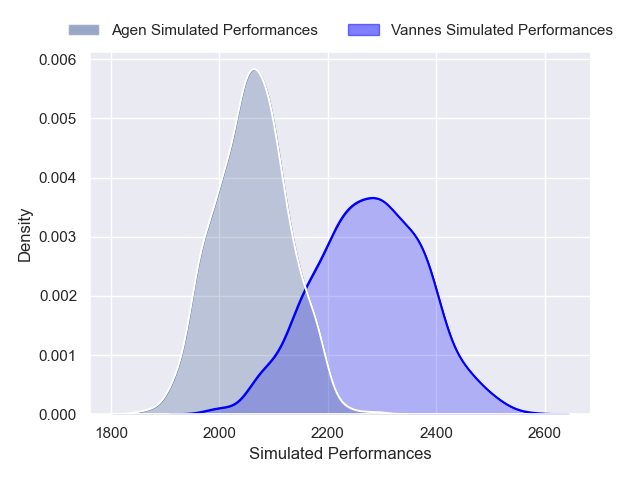 Agen Simulated Performances Vannes Simulated Performances
0.006
0.005
0.004
0.003
0.002
0.001
0.000
Density
1800 2000 2200 2400 2600
Simulated Performances